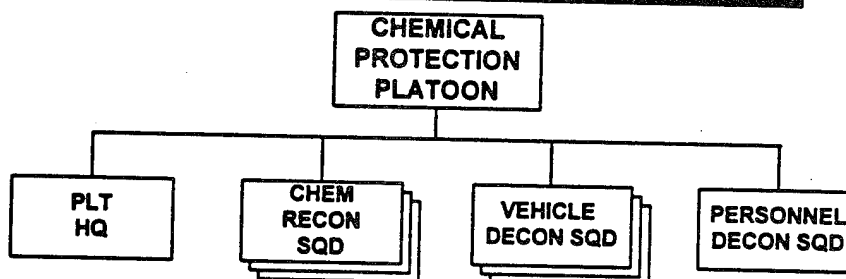 CHEMICAL
PROTECTION
PLATOON
PLT
HQ
CHEM
RECON
SQD
VEHICLE
DECON SQD
PERSONNEL
DECON SQD